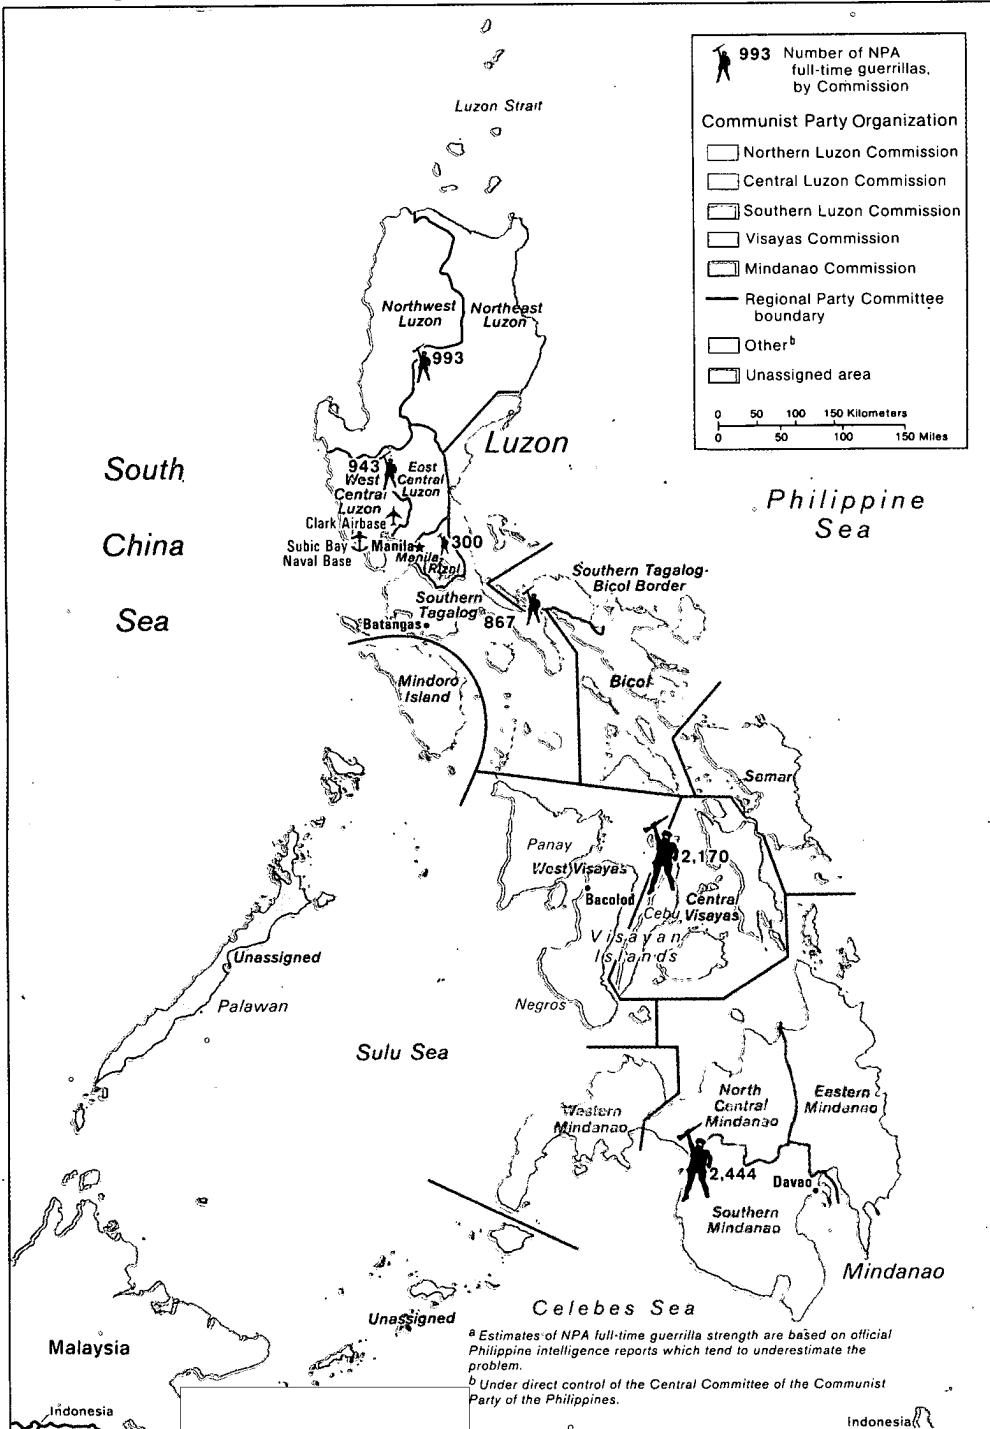 Luzon Strait
993 Number of NPA
full-time guerrillas,
by Commission
Communist Party Organization
Northern Luzon Commission
Central Luzon Commission
Southern Luzon Commission
Visayas Commission
Mindanao Commission
Regional Party Committee
boundary
Other b
Unassigned area
0 50 100 150 Kilometers
0 50 100 150 Miles
Northwest
Luzon
Northeast
Luzon
993
Luzon
South
China
Sea
Philippine
Sea
943
West
Central
Luzon
East
Central
Luzon
Clark Airbase
Subic Bay
Naval Base
Manila
Manila-
Rizal
300
Southern Tagalog-
Bicol Border
Southern
Tagalog
867
Batangas
Mindoro
Island
Bicol
Samar
Panay
West Visayas
2,170
Bacolod
Central
Visayas
Cebu
Visayan
Islands
Unassigned
Palawan
Negros
Sulu Sea
Western
Mindanao
North
Central
Mindanao
Eastern
Mindanao
2,444
Davao
Southern
Mindanao
Mindanao
Celebes Sea
Unassigned
Malaysia
a Estimates of NPA full-time guerrilla strength are based on official
Philippine intelligence reports which tend to underestimate the
problem.
b Under direct control of the Central Committee of the Communist
Party of the Philippines.
Indonesia
Indonesia